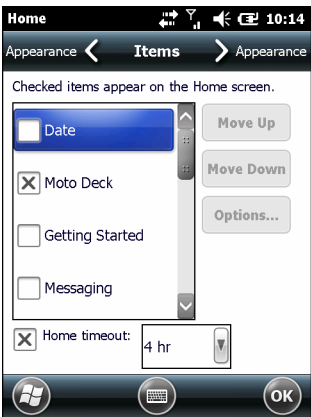 Home 10:14
Appearance Items Appearance
Checked items appear on the Home screen.
Date
Moto Deck
Getting Started
Messaging
Move Up
Move Down
Options...
Home timeout: 4 hr
OK